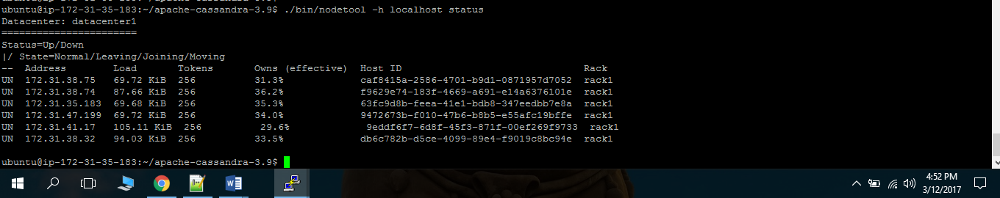 ubuntu@ip-172-31-35-183:~/apache-cassandra-3.9$ ./bin/nodetool -h localhost status
Datacenter: datacenter1
=======================
Status=Up/Down
|/ State=Normal/Leaving/Joining/Moving
--  Address        Load       Tokens       Owns (effective)  Host ID                               Rack
UN  172.31.38.75   69.72 KiB  256          31.3%             caf8415a-2586-4701-b9d1-0871957d7052  rack1
UN  172.31.38.74   87.66 KiB  256          36.2%             f9629e74-183f-4669-a691-e14a6376101e  rack1
UN  172.31.35.183  69.68 KiB  256          35.3%             63fc9d8b-feea-41e1-bdb8-347eedbb7e8a  rack1
UN  172.31.47.199  69.72 KiB  256          34.0%             9472673b-f010-47b6-b8b5-e55afc19bffe  rack1
UN  172.31.41.17   105.11 KiB  256          29.6%             9eddf6f7-6d8f-45f3-871f-00ef269f9733  rack1
UN  172.31.38.32   94.03 KiB  256          33.5%             db6c782b-d5ce-4099-89e4-f9019c8bc94e  rack1
ubuntu@ip-172-31-35-183:~/apache-cassandra-3.9$
4:52 PM
3/12/2017